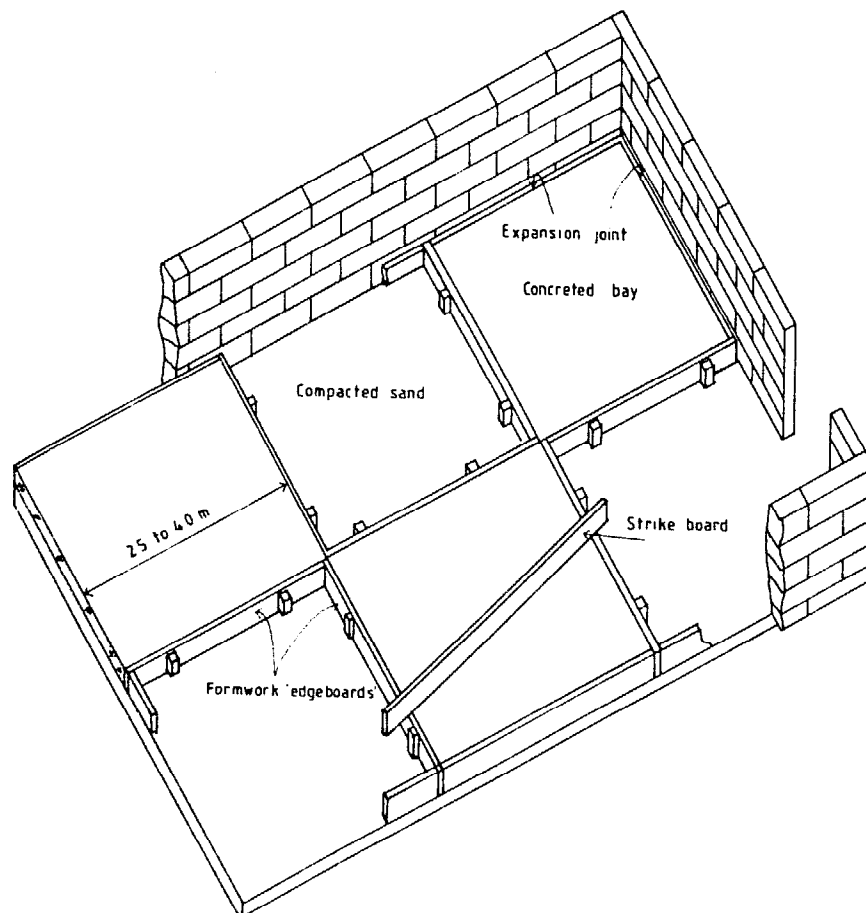 Expansion joint
Concreted bay
Compacted sand
25 to 40 m
Strike board
Formwork 'edgeboards'